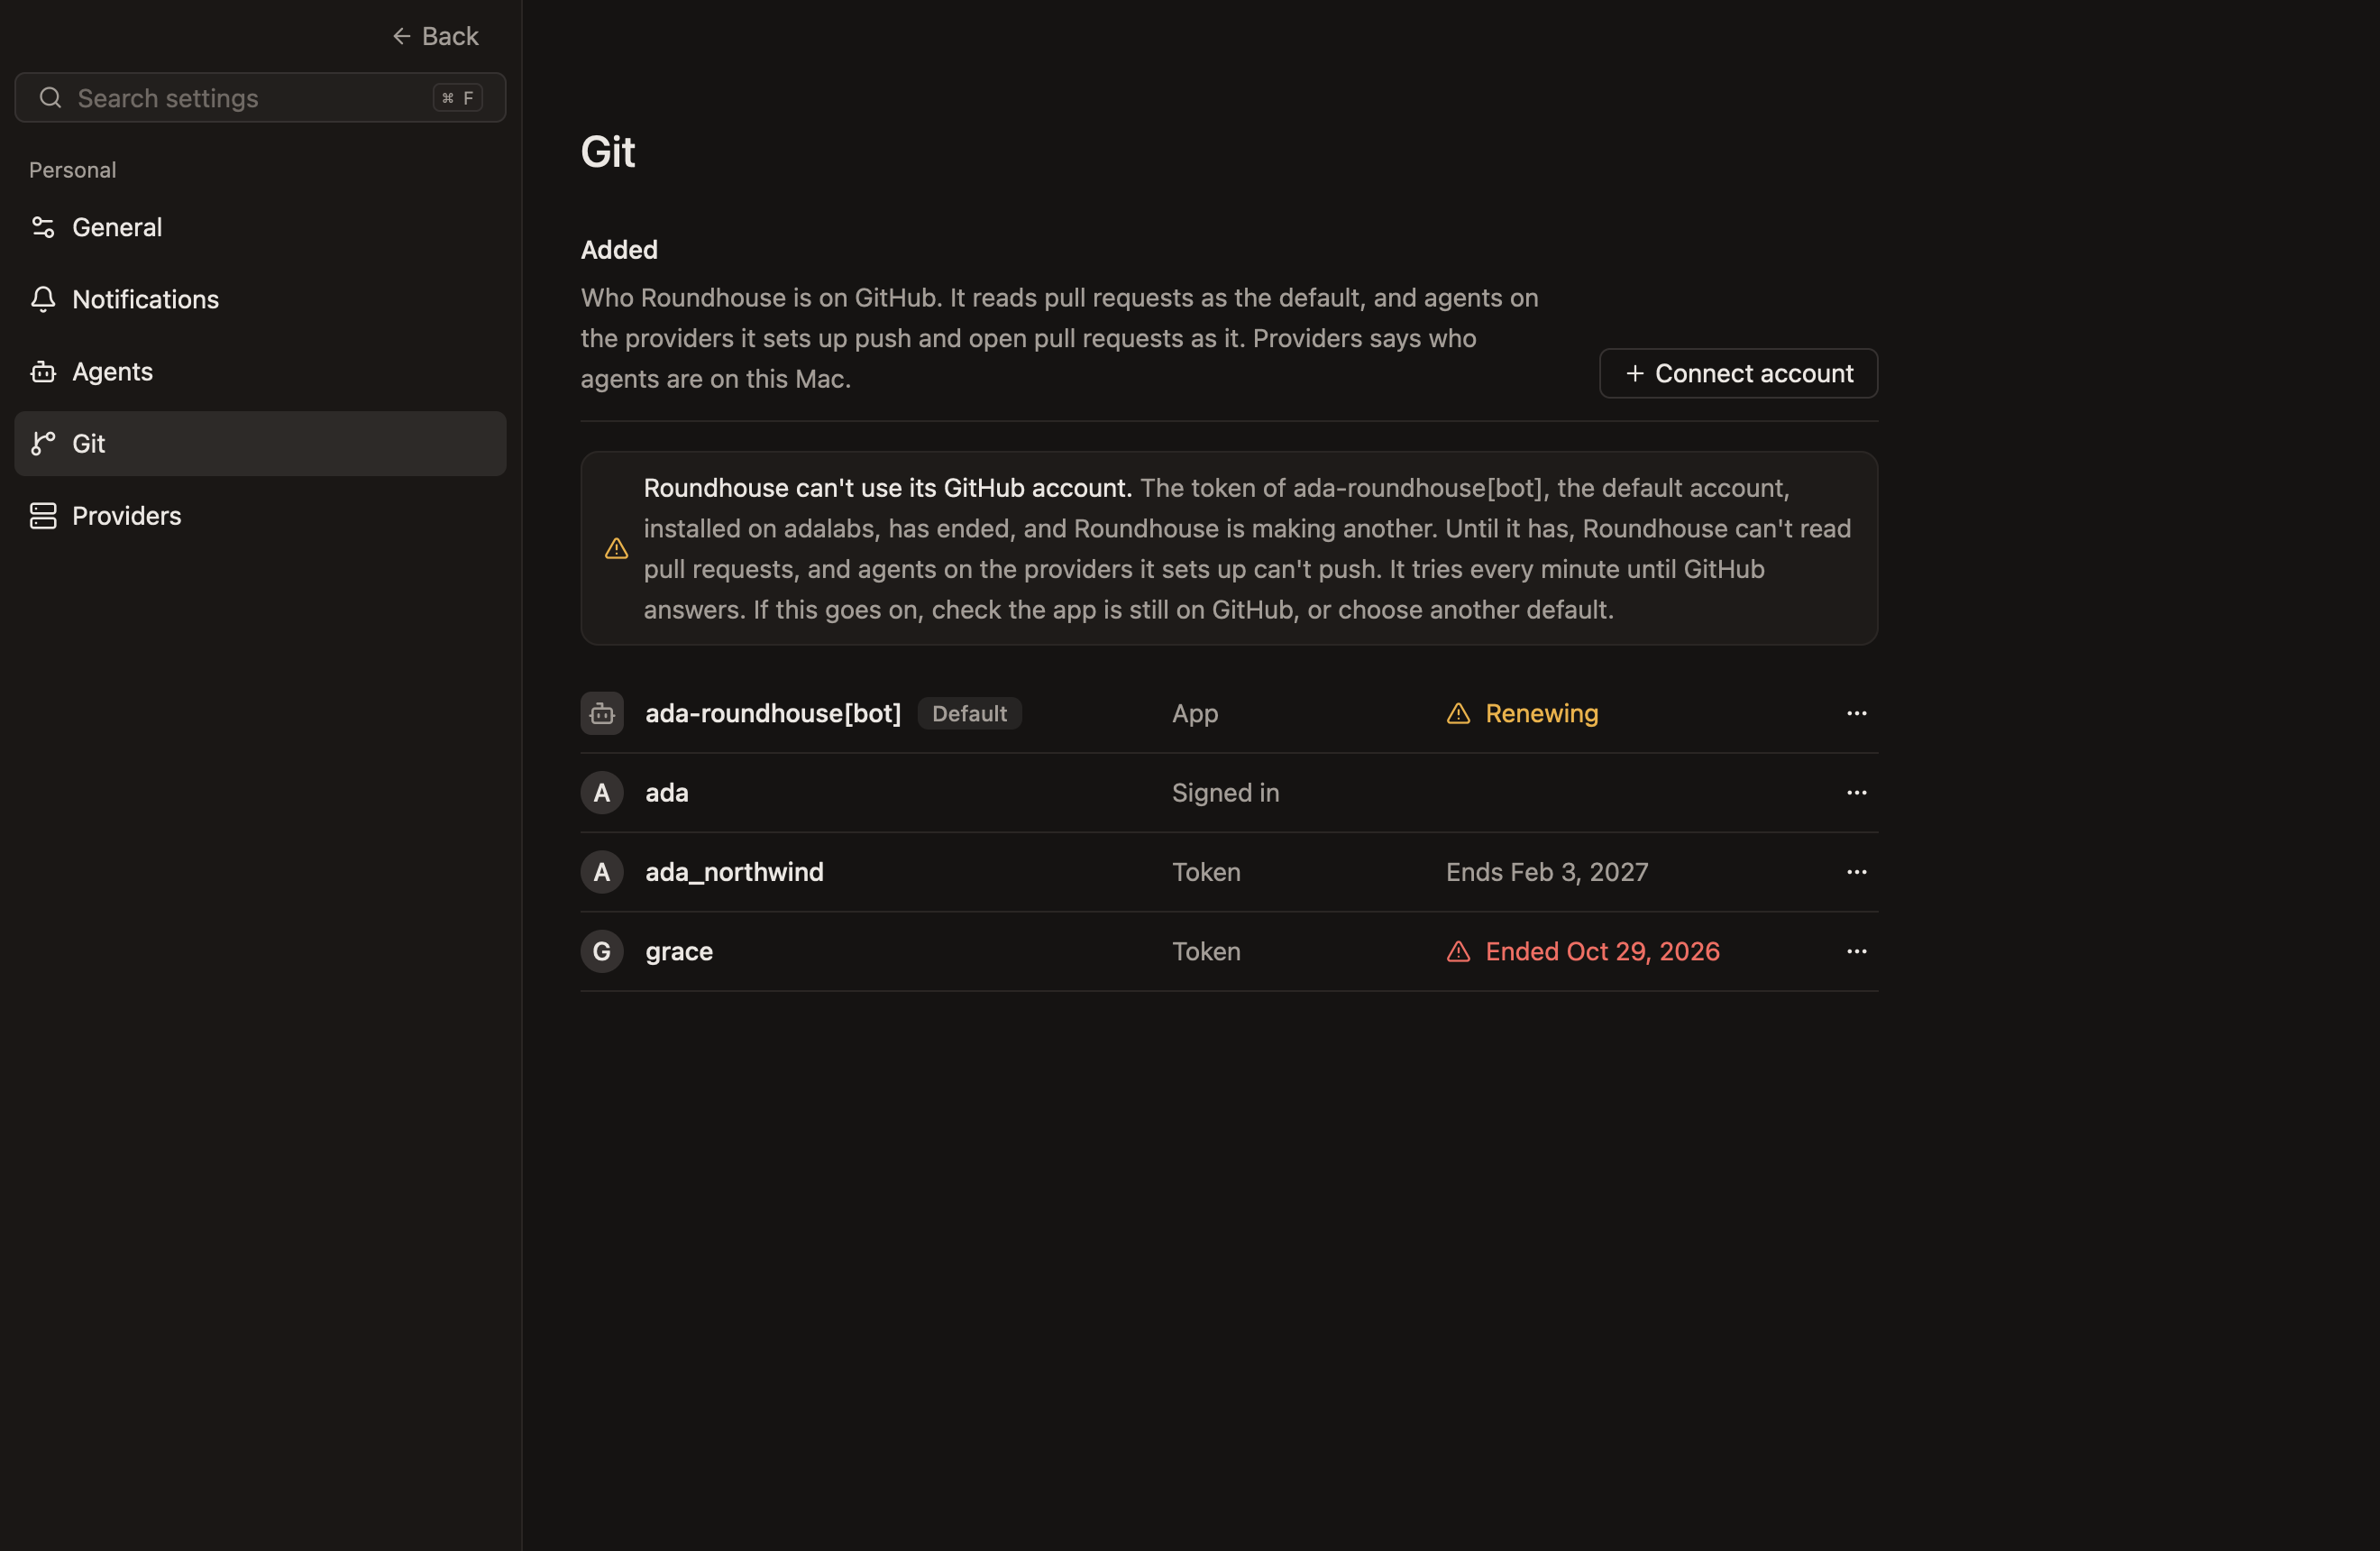 Back
Search settings
⌘ F
Personal
General
Notifications
Agents
Git
Providers
Git
Added
Who Roundhouse is on GitHub. It reads pull requests as the default, and agents on
the providers it sets up push and open pull requests as it. Providers says who
agents are on this Mac.
Connect account
Roundhouse can't use its GitHub account. The token of ada-roundhouse[bot], the default account,
installed on adalabs, has ended, and Roundhouse is making another. Until it has, Roundhouse can't read
pull requests, and agents on the providers it sets up can't push. It tries every minute until GitHub
answers. If this goes on, check the app is still on GitHub, or choose another default.
ada-roundhouse[bot] Default App Renewing
A ada Signed in
A ada_northwind Token Ends Feb 3, 2027
G grace Token Ended Oct 29, 2026